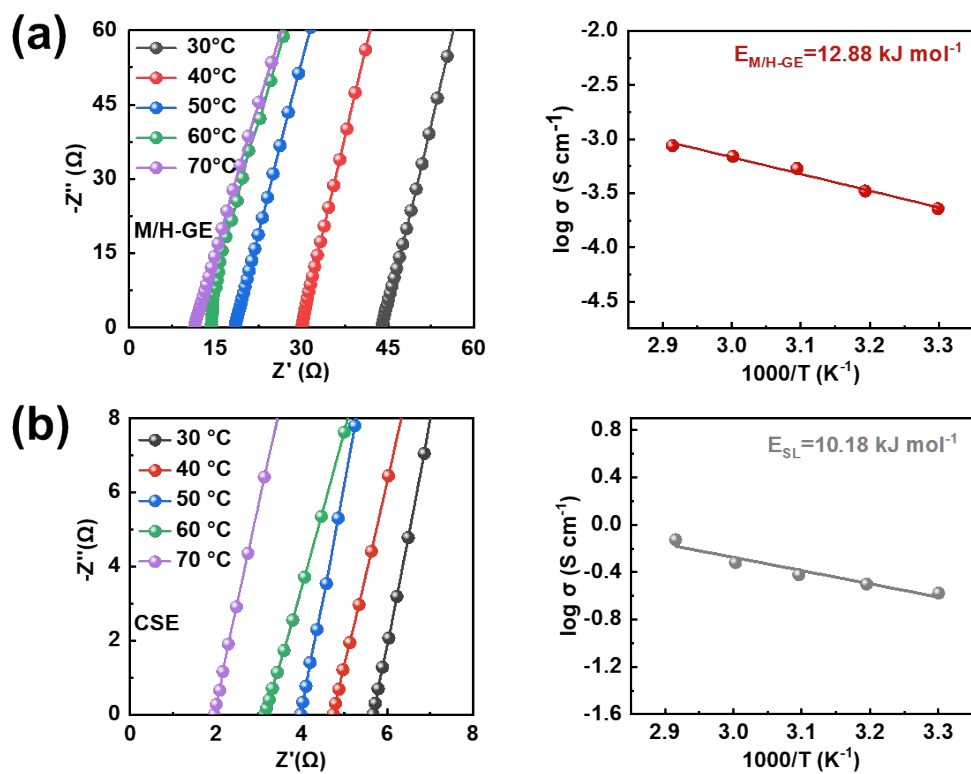 (a)
60
45
30
15
0
-Z'' (Ω)
30°C
40°C
50°C
60°C
70°C
M/H-GE
0
15
30
45
60
Z' (Ω)
-2.0
-2.5
-3.0
-3.5
-4.0
-4.5
log σ (S cm⁻¹)
E_M/H-GE=12.88 kJ mol⁻¹
2.9
3.0
3.1
3.2
3.3
1000/T (K⁻¹)
(b)
8
6
4
2
0
-Z''(Ω)
30 °C
40 °C
50 °C
60 °C
70 °C
CSE
0
2
4
6
8
Z'(Ω)
0.8
0.4
0.0
-0.4
-0.8
-1.2
-1.6
log σ (S cm⁻¹)
E_SL=10.18 kJ mol⁻¹
2.9
3.0
3.1
3.2
3.3
1000/T (K⁻¹)